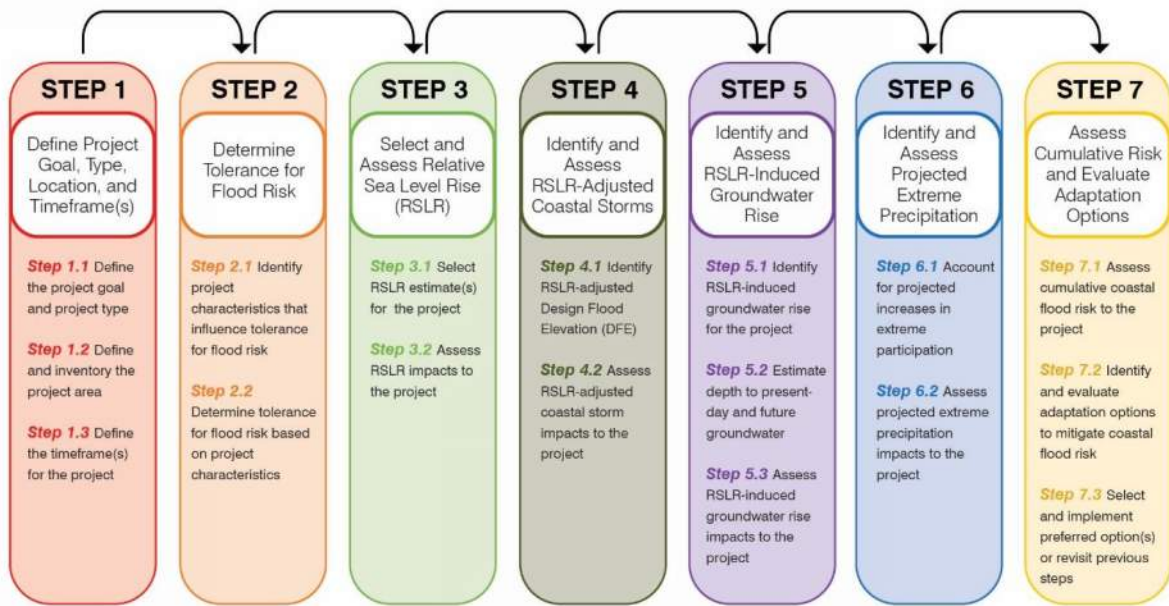 STEP 1
Define Project
Goal, Type,
Location, and
Timeframe(s)
Step 1.1 Define
the project goal
and project type
Step 1.2 Define
and inventory the
project area
Step 1.3 Define
the timeframe(s)
for the project
STEP 2
Determine
Tolerance for
Flood Risk
Step 2.1 Identify
project
characteristics that
influence tolerance
for flood risk
Step 2.2
Determine tolerance
for flood risk based
on project
characteristics
STEP 3
Select and
Assess Relative
Sea Level Rise
(RSLR)
Step 3.1 Select
RSLR estimate(s)
for the project
Step 3.2 Assess
RSLR impacts to
the project
STEP 4
Identify and
Assess
RSLR-Adjusted
Coastal Storms
Step 4.1 Identify
RSLR-adjusted
Design Flood
Elevation (DFE)
Step 4.2 Assess
RSLR-adjusted
coastal storm
impacts to the
project
STEP 5
Identify and
Assess
RSLR-Induced
Groundwater
Rise
Step 5.1 Identify
RSLR-induced
groundwater rise
for the project
Step 5.2 Estimate
depth to present-
day and future
groundwater
Step 5.3 Assess
RSLR-induced
groundwater rise
impacts to the
project
STEP 6
Identify and
Assess
Projected
Extreme
Precipitation
Step 6.1 Account
for projected
increases in
extreme
participation
Step 6.2 Assess
projected extreme
precipitation
impacts to the
project
STEP 7
Assess
Cumulative Risk
and Evaluate
Adaptation
Options
Step 7.1 Assess
cumulative coastal
flood risk to the
project
Step 7.2 Identify
and evaluate
adaptation options
to mitigate coastal
flood risk
Step 7.3 Select
and implement
preferred option(s)
or revisit previous
steps